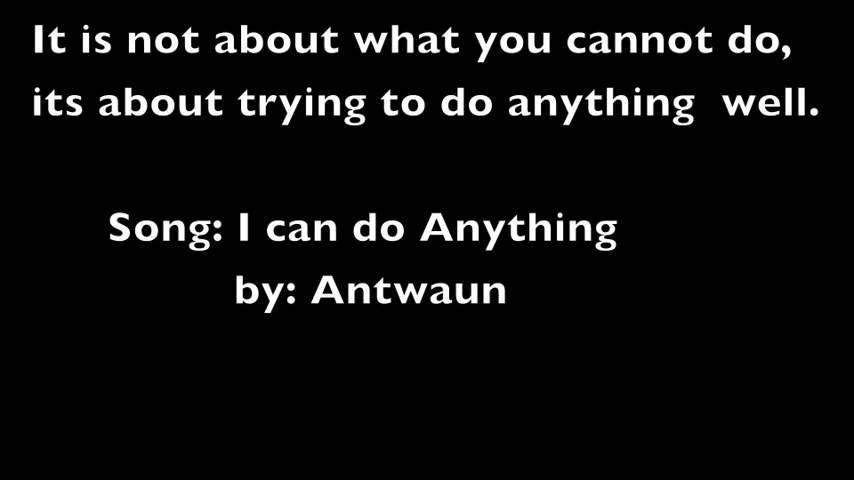 It is not about what you cannot do,
its about trying to do anything  well.
Song: I can do Anything
by: Antwaun